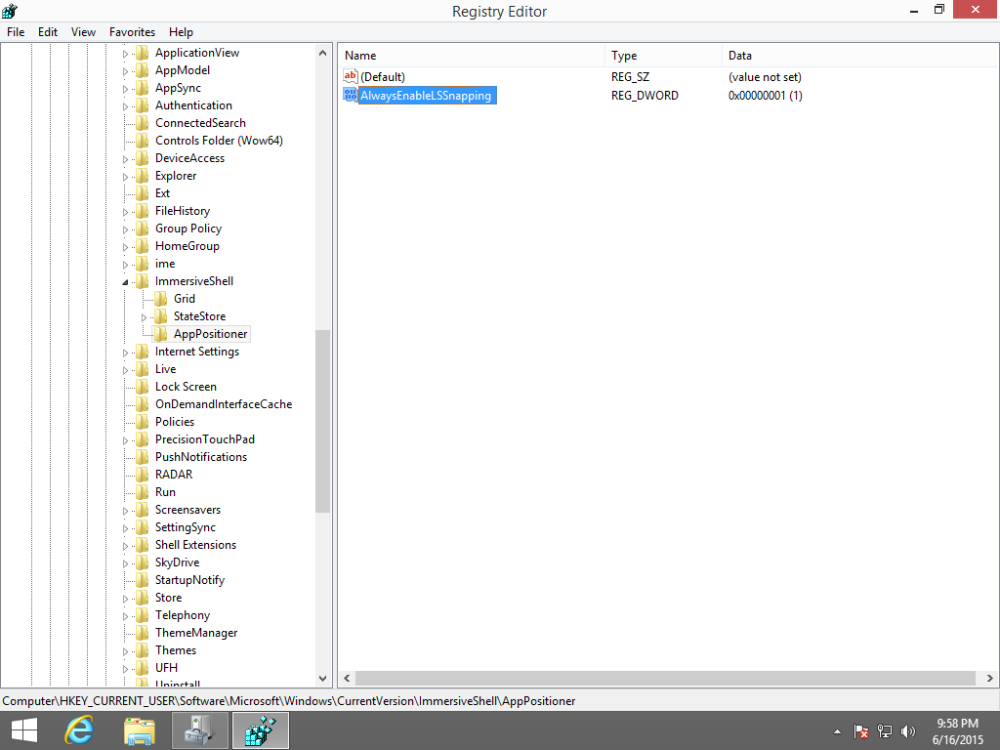 Registry Editor
File Edit View Favorites Help
ApplicationView
AppModel
AppSync
Authentication
ConnectedSearch
Controls Folder (Wow64)
DeviceAccess
Explorer
Ext
FileHistory
Group Policy
HomeGroup
ime
ImmersiveShell
Grid
StateStore
AppPositioner
Internet Settings
Live
Lock Screen
OnDemandInterfaceCache
Policies
PrecisionTouchPad
PushNotifications
RADAR
Run
Screensavers
SettingSync
Shell Extensions
SkyDrive
StartupNotify
Store
Telephony
ThemeManager
Themes
UFH
Uninstall
Name Type Data
ab (Default) REG_SZ (value not set)
AlwaysEnableLSSnapping REG_DWORD 0x00000001 (1)
Computer\HKEY_CURRENT_USER\Software\Microsoft\Windows\CurrentVersion\ImmersiveShell\AppPositioner
9:58 PM
6/16/2015